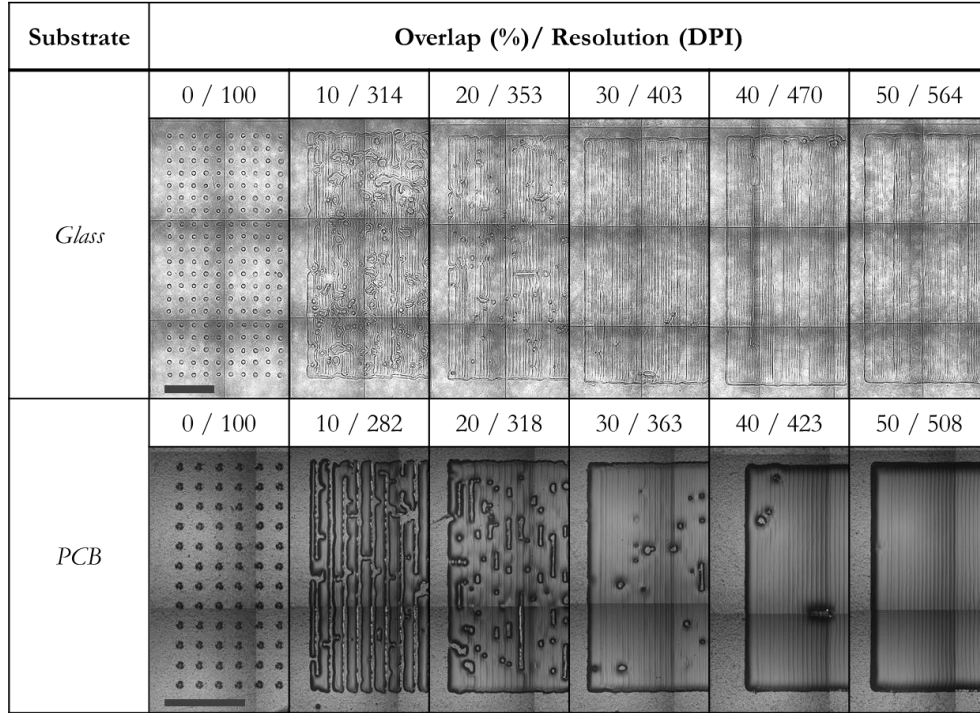 Substrate Overlap (%)/ Resolution (DPI)
0 / 100 10 / 314 20 / 353 30 / 403 40 / 470 50 / 564
Glass
0 / 100 10 / 282 20 / 318 30 / 363 40 / 423 50 / 508
PCB